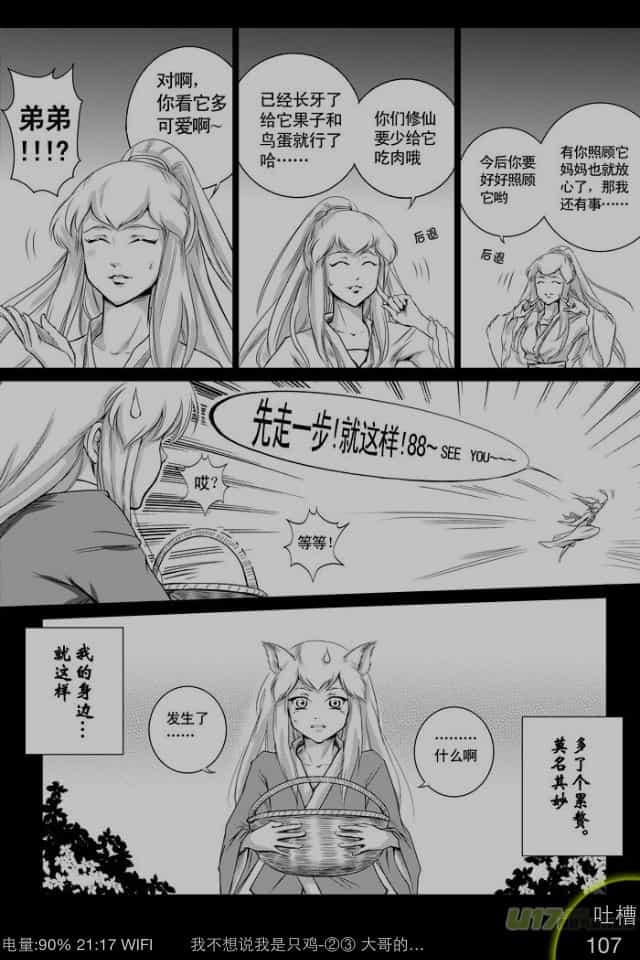 弟弟
!!!?
对啊,
你看它多
可爱啊~
已经长牙了
给它果子和
鸟蛋就行了
哈……
你们修仙
要少给它
吃肉哦
后退
今后你要
好好照顾
它哟
有你照顾它
妈妈也就放
心了，那我
还有事……
后退
先走一步!就这样!88~ SEE YOU~~~
哎?
等等!
我的身边…
就这样
发生了
……
………
什么啊
多了个累赘。
莫名其妙
U17
吐槽
电量:90% 21:17 WIFI
我不想说我是只鸡-②③ 大哥的...
107